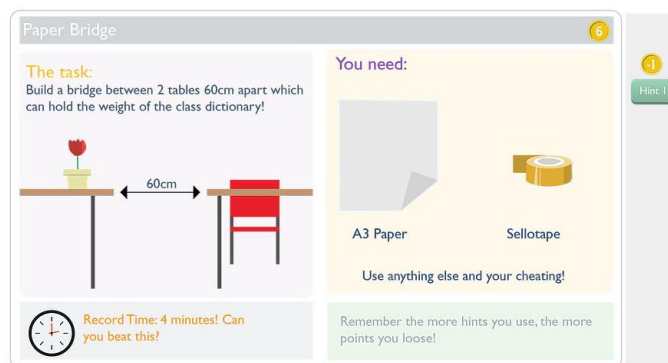 Paper Bridge
6
The task:
Build a bridge between 2 tables 60cm apart which
can hold the weight of the class dictionary!
60cm
Record Time: 4 minutes! Can
you beat this?
You need:
A3 Paper
Sellotape
Use anything else and your cheating!
Remember the more hints you use, the more
points you loose!
-1
Hint 1